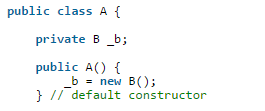 public class A {
private B _b;
public A() {
_b = new B();
} // default constructor